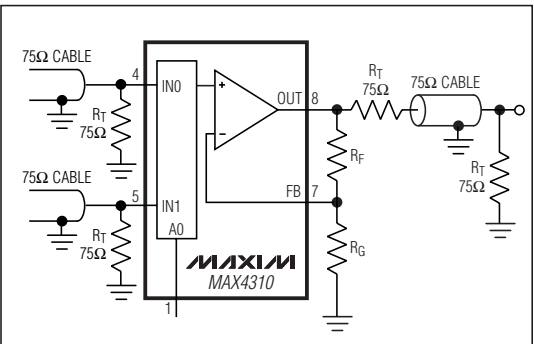 75Ω CABLE
4
IN0
RT
75Ω
75Ω CABLE
5
IN1
RT
75Ω
A0
1
+
−
OUT
8
FB
7
MAXIM
MAX4310
RF
RG
RT
75Ω
75Ω CABLE
RT
75Ω